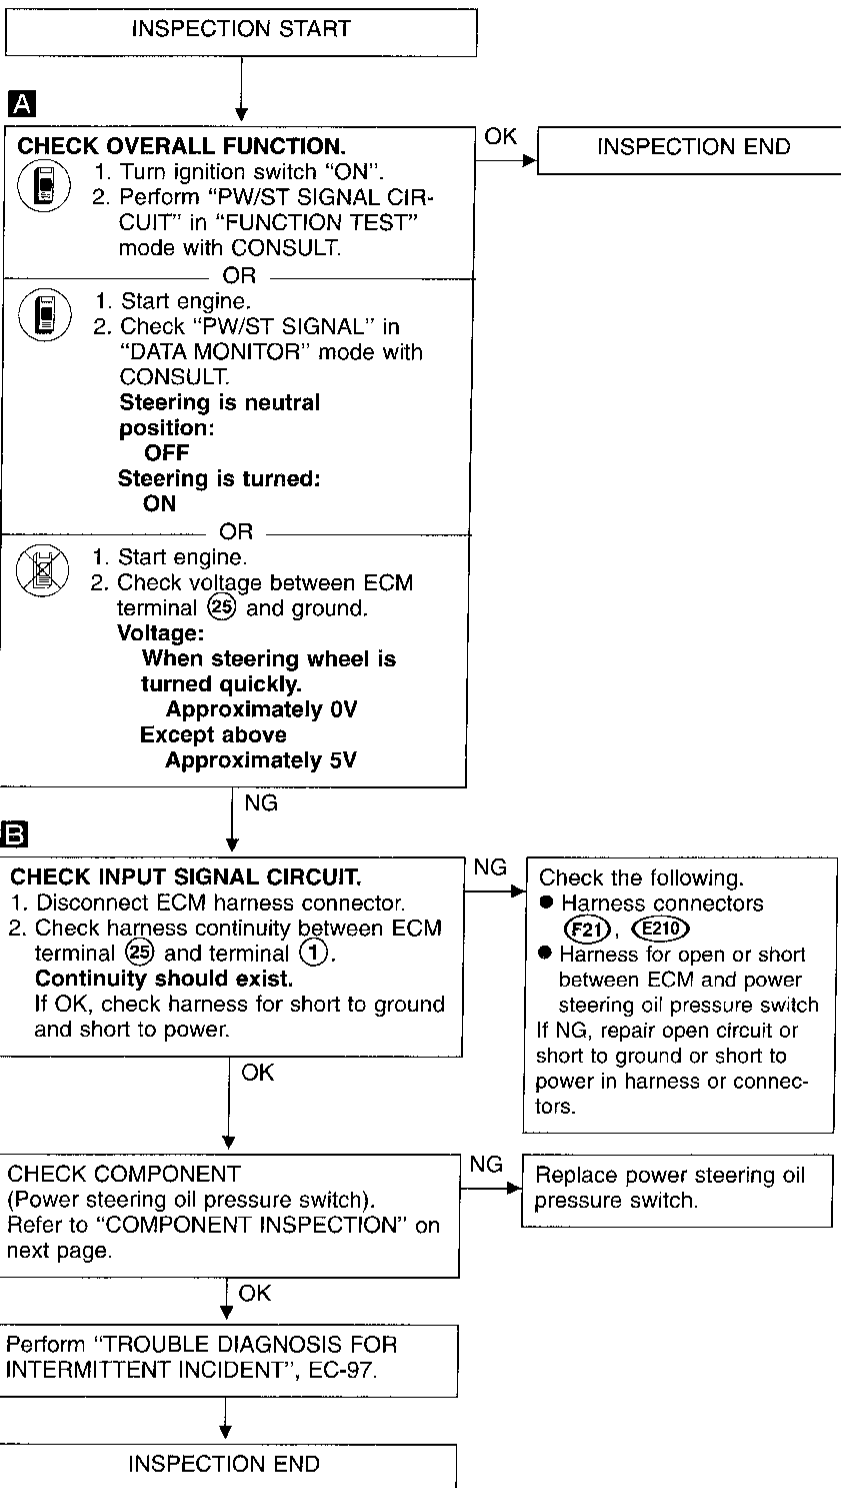 INSPECTION START
A
CHECK OVERALL FUNCTION.
1. Turn ignition switch “ON”.
2. Perform “PW/ST SIGNAL CIR-
CUIT” in “FUNCTION TEST”
mode with CONSULT.
OR
1. Start engine.
2. Check “PW/ST SIGNAL” in
“DATA MONITOR” mode with
CONSULT.
Steering is neutral
position:
OFF
Steering is turned:
ON
OR
1. Start engine.
2. Check voltage between ECM
terminal 25 and ground.
Voltage:
When steering wheel is
turned quickly.
Approximately 0V
Except above
Approximately 5V
OK
INSPECTION END
NG
B
CHECK INPUT SIGNAL CIRCUIT.
1. Disconnect ECM harness connector.
2. Check harness continuity between ECM
terminal 25 and terminal 1.
Continuity should exist.
If OK, check harness for short to ground
and short to power.
NG
Check the following.
● Harness connectors
F21, E210
● Harness for open or short
between ECM and power
steering oil pressure switch
If NG, repair open circuit or
short to ground or short to
power in harness or connec-
tors.
OK
CHECK COMPONENT
(Power steering oil pressure switch).
Refer to “COMPONENT INSPECTION” on
next page.
NG
Replace power steering oil
pressure switch.
OK
Perform “TROUBLE DIAGNOSIS FOR
INTERMITTENT INCIDENT”, EC-97.
INSPECTION END